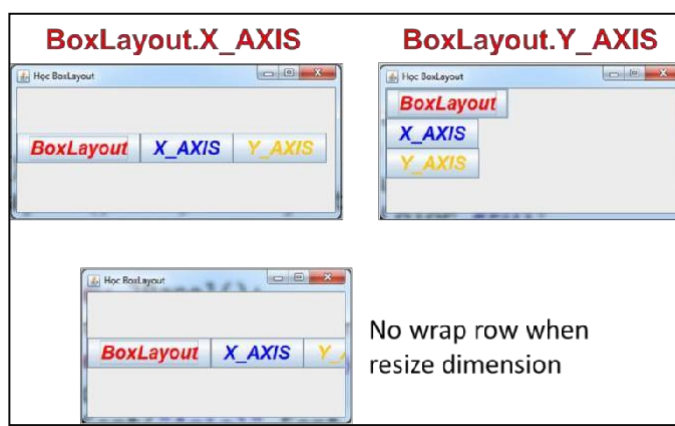 BoxLayout.X_AXIS
BoxLayout.Y_AXIS
Học BoxLayout
BoxLayout X_AXIS Y_AXIS
Học BoxLayout
BoxLayout
X_AXIS
Y_AXIS
Học BoxLayout
BoxLayout X_AXIS Y_
No wrap row when
resize dimension